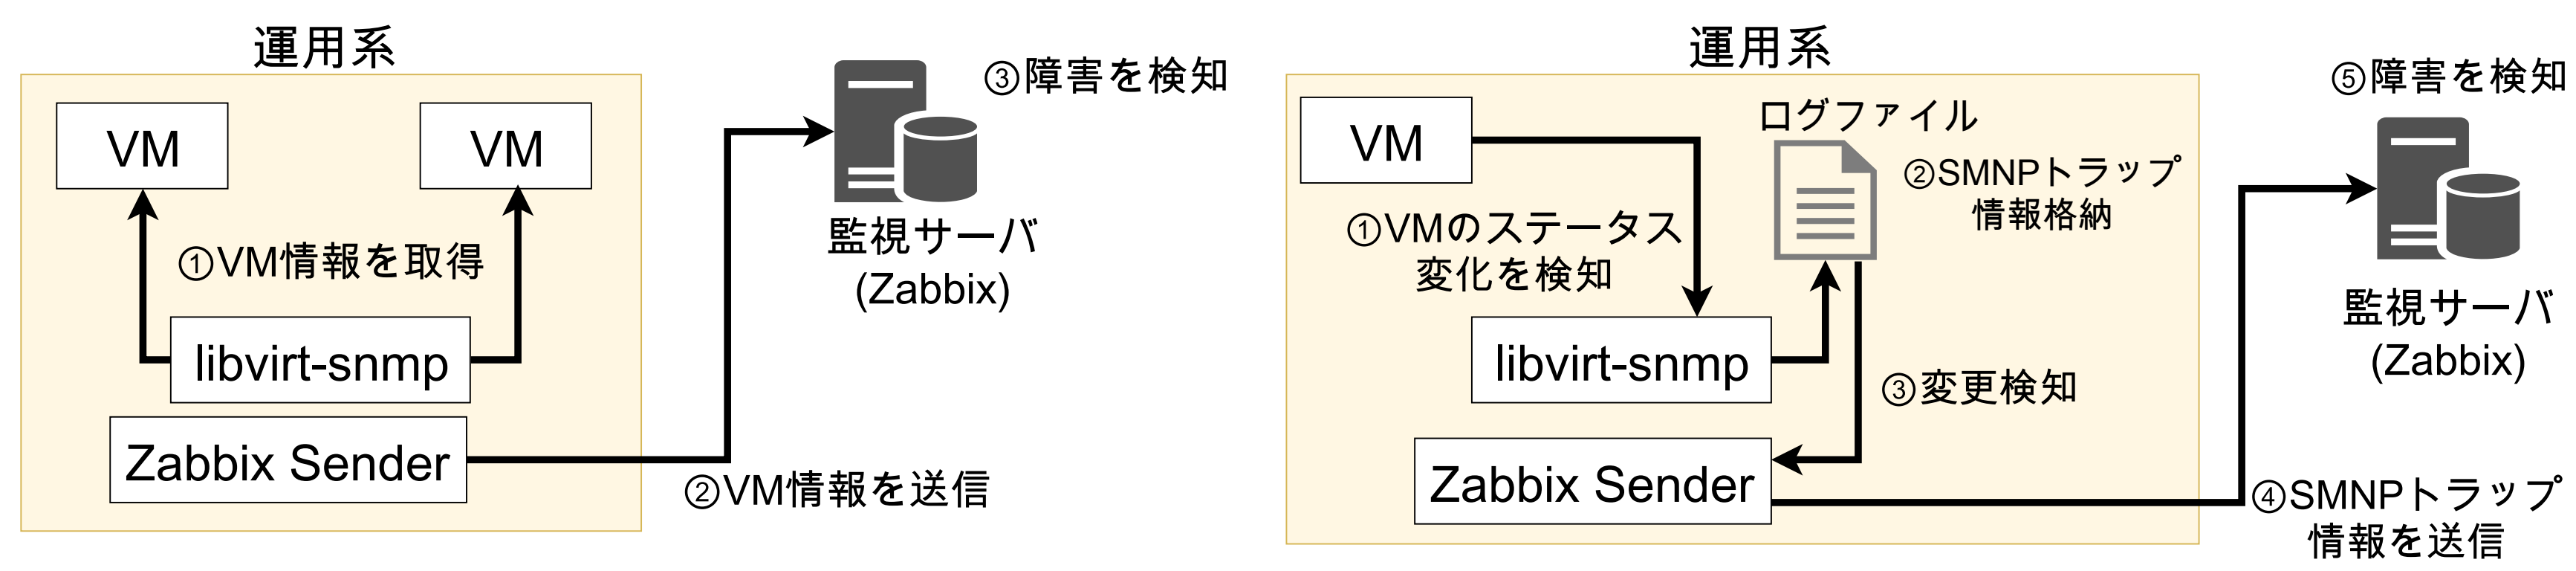 運用系
VM
VM
①VM情報を取得
libvirt-snmp
Zabbix Sender
②VM情報を送信
③障害を検知
監視サーバ
(Zabbix)
運用系
VM
ログファイル
②SMNPトラップ
情報格納
①VMのステータス
変化を検知
libvirt-snmp
③変更検知
Zabbix Sender
④SMNPトラップ
情報を送信
⑤障害を検知
監視サーバ
(Zabbix)